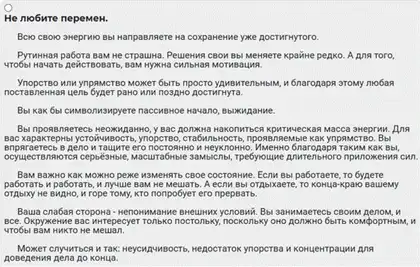 Не любите перемен.
Всю свою энергию вы направляете на сохранение уже достигнутого.
Рутинная работа вам не страшна. Решения свои вы меняете крайне редко. А для того,
чтобы начать действовать, вам нужна сильная мотивация.
Упорство или упрямство может быть просто удивительным, и благодаря этому любая
поставленная цель будет рано или поздно достигнута.
Вы как бы символизируете пассивное начало, выжидание.
Вы проявляетесь неожиданно, у вас должна накопиться критическая масса энергии. Для
вас характерны устойчивость, упорство, стабильность, проявляемые как упрямство. Вы
впрягаетесь в дело и тащите его постоянно и неуклонно. Именно благодаря таким как вы,
осуществляются серьёзные, масштабные замыслы, требующие длительного приложения сил.
Вам важно как можно реже изменять свое состояние. Если вы работаете, то будете
работать и работать, и лучше вам не мешать. А если вы отдыхаете, то конца-краю вашему
отдыху не видно, и горе тому, кто попробует его прервать.
Ваша слабая сторона - непонимание внешних условий. Вы занимаетесь своим делом, и
все. Окружение вас интересует только постольку, поскольку оно должно быть комфортным, и
чтобы вам никто не мешал.
Может случиться и так: неусидчивость, недостаток упорства и концентрации для
доведения дела до конца.